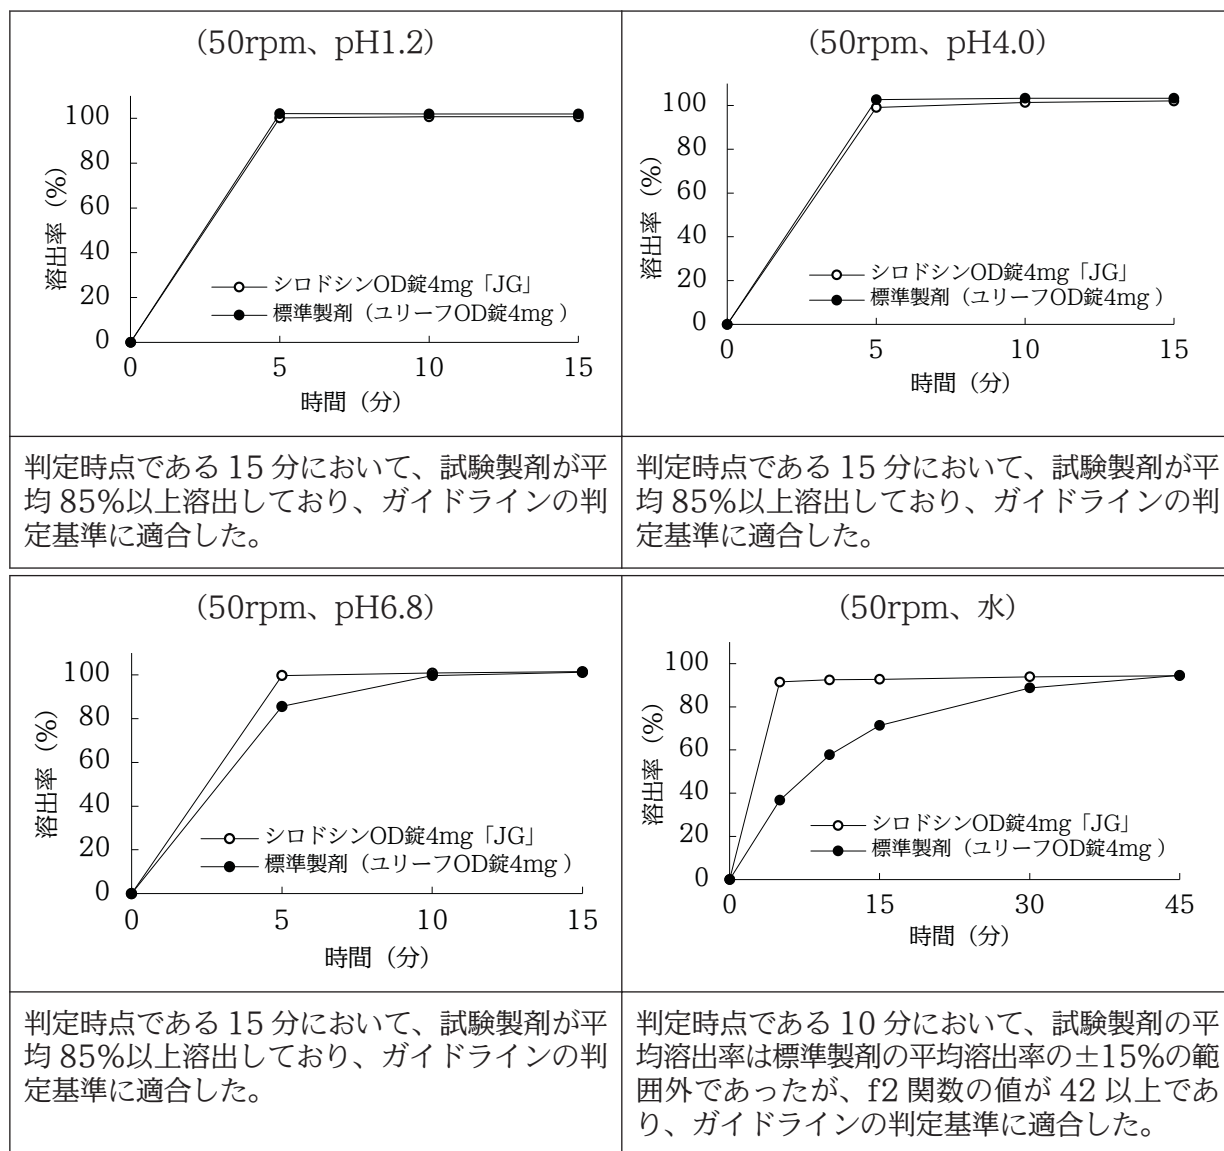 (50rpm、pH1.2)
100
80
60
40
20
0
溶出率 (%)
シロドシンOD錠4mg「JG」
標準製剤（ユリーフOD錠4mg ）
0 5 10 15
時間（分）
(50rpm、pH4.0)
100
80
60
40
20
0
溶出率 (%)
シロドシンOD錠4mg「JG」
標準製剤（ユリーフOD錠4mg ）
0 5 10 15
時間（分）
判定時点である 15 分において、試験製剤が平
均 85%以上溶出しており、ガイドラインの判
定基準に適合した。
判定時点である 15 分において、試験製剤が平
均 85%以上溶出しており、ガイドラインの判
定基準に適合した。
(50rpm、pH6.8)
100
80
60
40
20
0
溶出率 (%)
シロドシンOD錠4mg「JG」
標準製剤（ユリーフOD錠4mg ）
0 5 10 15
時間（分）
(50rpm、水)
100
80
60
40
20
0
溶出率 (%)
シロドシンOD錠4mg「JG」
標準製剤（ユリーフOD錠4mg ）
0 15 30 45
時間（分）
判定時点である 15 分において、試験製剤が平
均 85%以上溶出しており、ガイドラインの判
定基準に適合した。
判定時点である 10 分において、試験製剤の平
均溶出率は標準製剤の平均溶出率の±15%の範
囲外であったが、f2 関数の値が 42 以上であ
り、ガイドラインの判定基準に適合した。